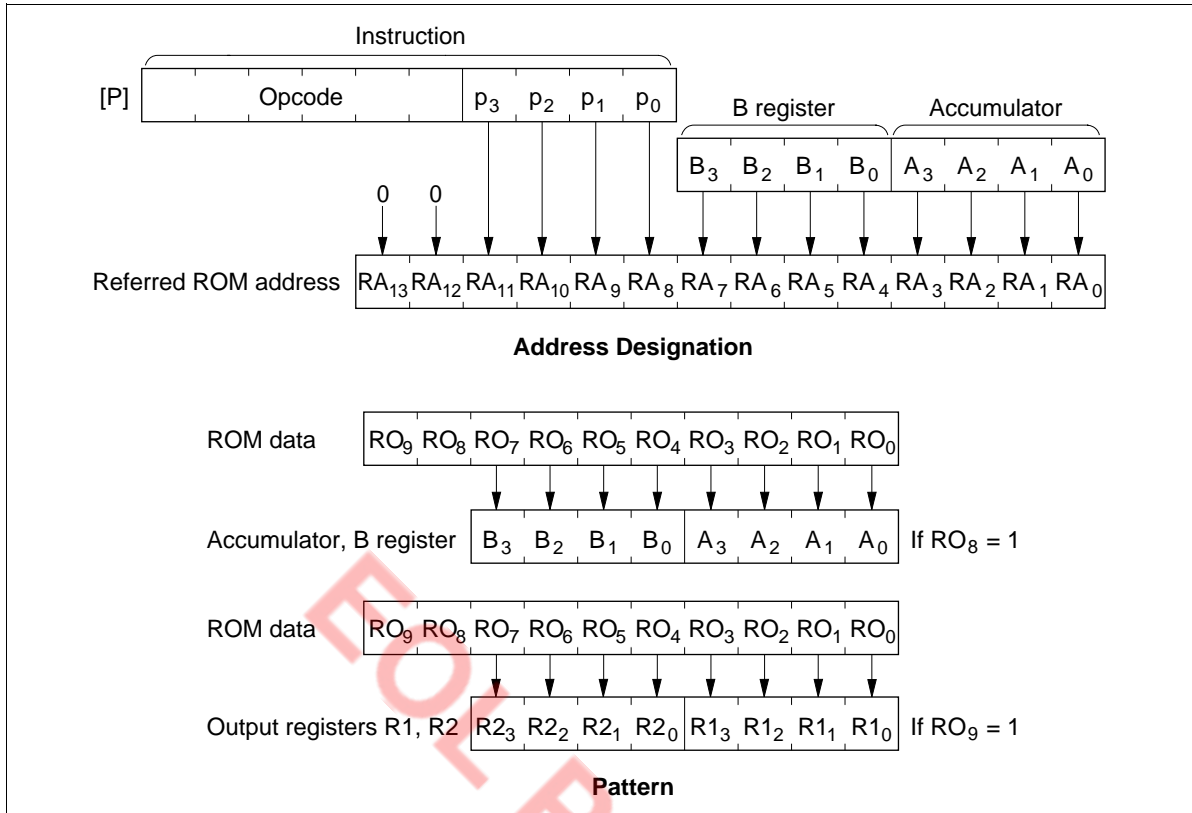 Instruction
[P] Opcode p3 p2 p1 p0
B register Accumulator
B3 B2 B1 B0 A3 A2 A1 A0
0 0
Referred ROM address RA13 RA12 RA11 RA10 RA9 RA8 RA7 RA6 RA5 RA4 RA3 RA2 RA1 RA0
Address Designation
ROM data RO9 RO8 RO7 RO6 RO5 RO4 RO3 RO2 RO1 RO0
Accumulator, B register B3 B2 B1 B0 A3 A2 A1 A0 If RO8 = 1
ROM data RO9 RO8 RO7 RO6 RO5 RO4 RO3 RO2 RO1 RO0
Output registers R1, R2 R23 R22 R21 R20 R13 R12 R11 R10 If RO9 = 1
Pattern
EOL